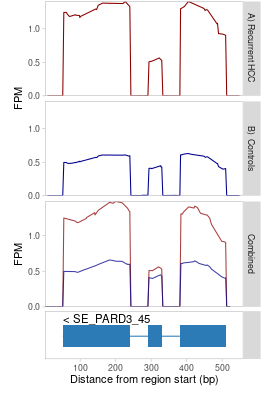 1.0
0.5
0.0
A) Recurrent HCC
FPM
1.0
0.5
0.0
B) Controls
1.0
0.5
0.0
FPM
Combined
< SE_PARD3_45
100 200 300 400 500
Distance from region start (bp)